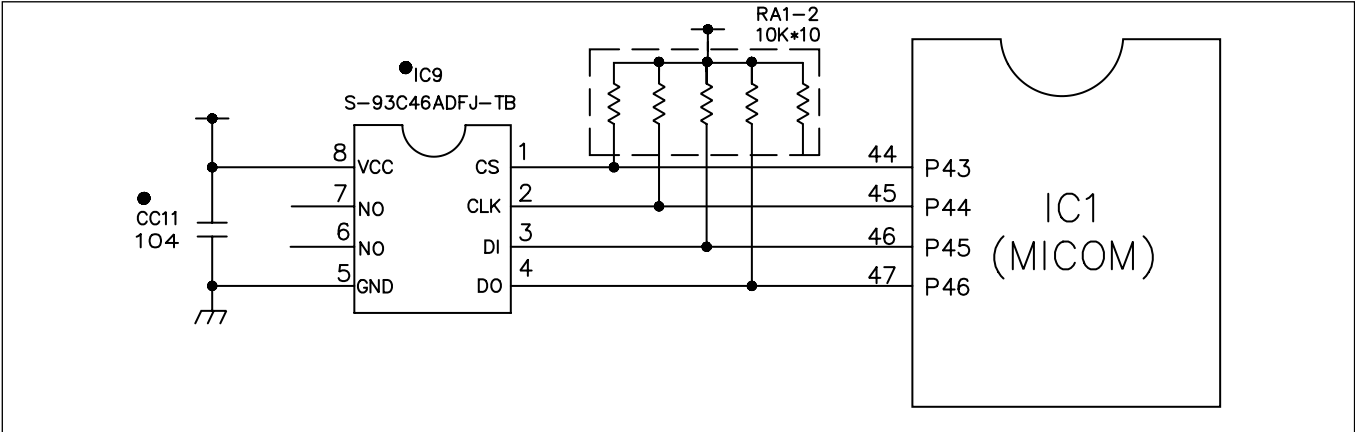 RA1-2
10K*10
IC9
S-93C46ADFJ-TB
8
VCC
CS
1
44
P43
7
NO
CLK
2
45
P44
CC11
104
6
NO
DI
3
46
P45
5
GND
DO
4
47
P46
IC1
(MICOM)